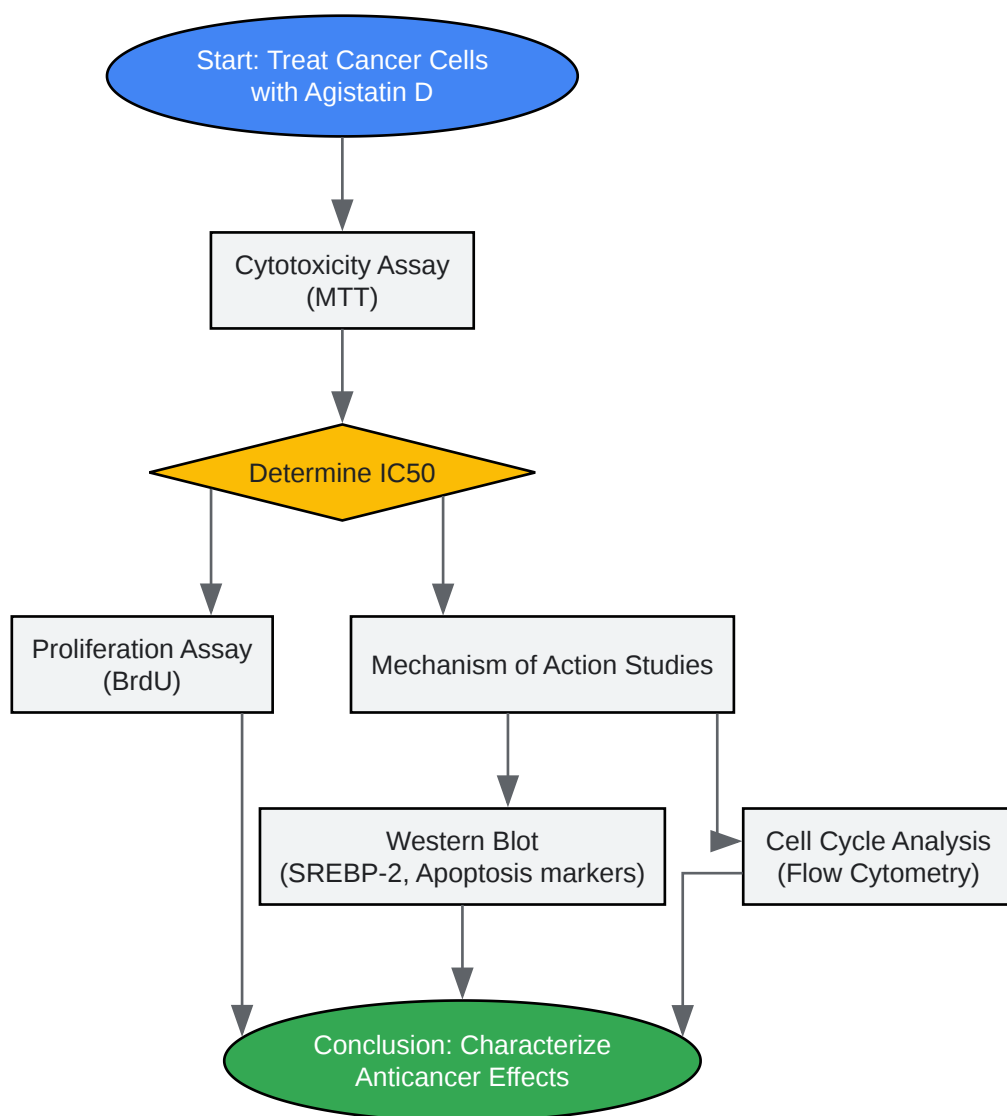 Start: Treat Cancer Cells
with Agistatin D
Cytotoxicity Assay
(MTT)
Determine IC50
Proliferation Assay
(BrdU)
Mechanism of Action Studies
Western Blot
(SREBP-2, Apoptosis markers)
Cell Cycle Analysis
(Flow Cytometry)
Conclusion: Characterize
Anticancer Effects